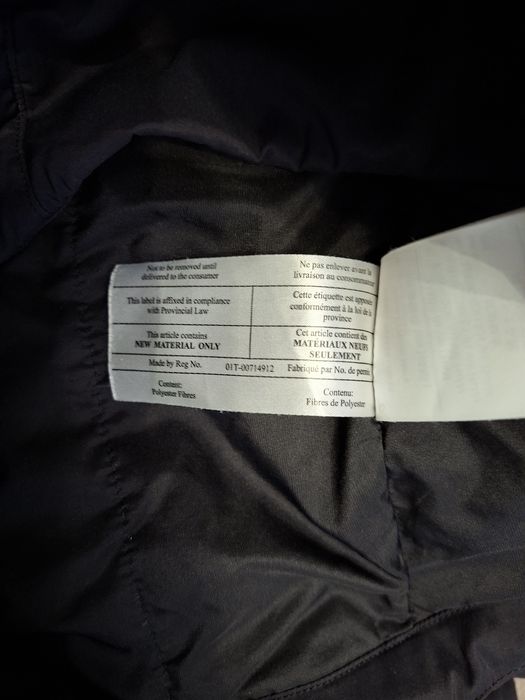 Not to be removed until
delivered to the consumer
Ne pas enlever avant la
livraison au consommateur
This label is affixed in compliance
with Provincial Law
Cette étiquette est apposée
conformément à la loi de la
province
This article contains
NEW MATERIAL ONLY
Cet article contient des
MATÉRIAUX NEUFS
SEULEMENT
Made by Reg No. 01T-00714912 Fabriqué par No. de permis
Content:
Polyester Fibres
Contenu:
Fibres de Polyester